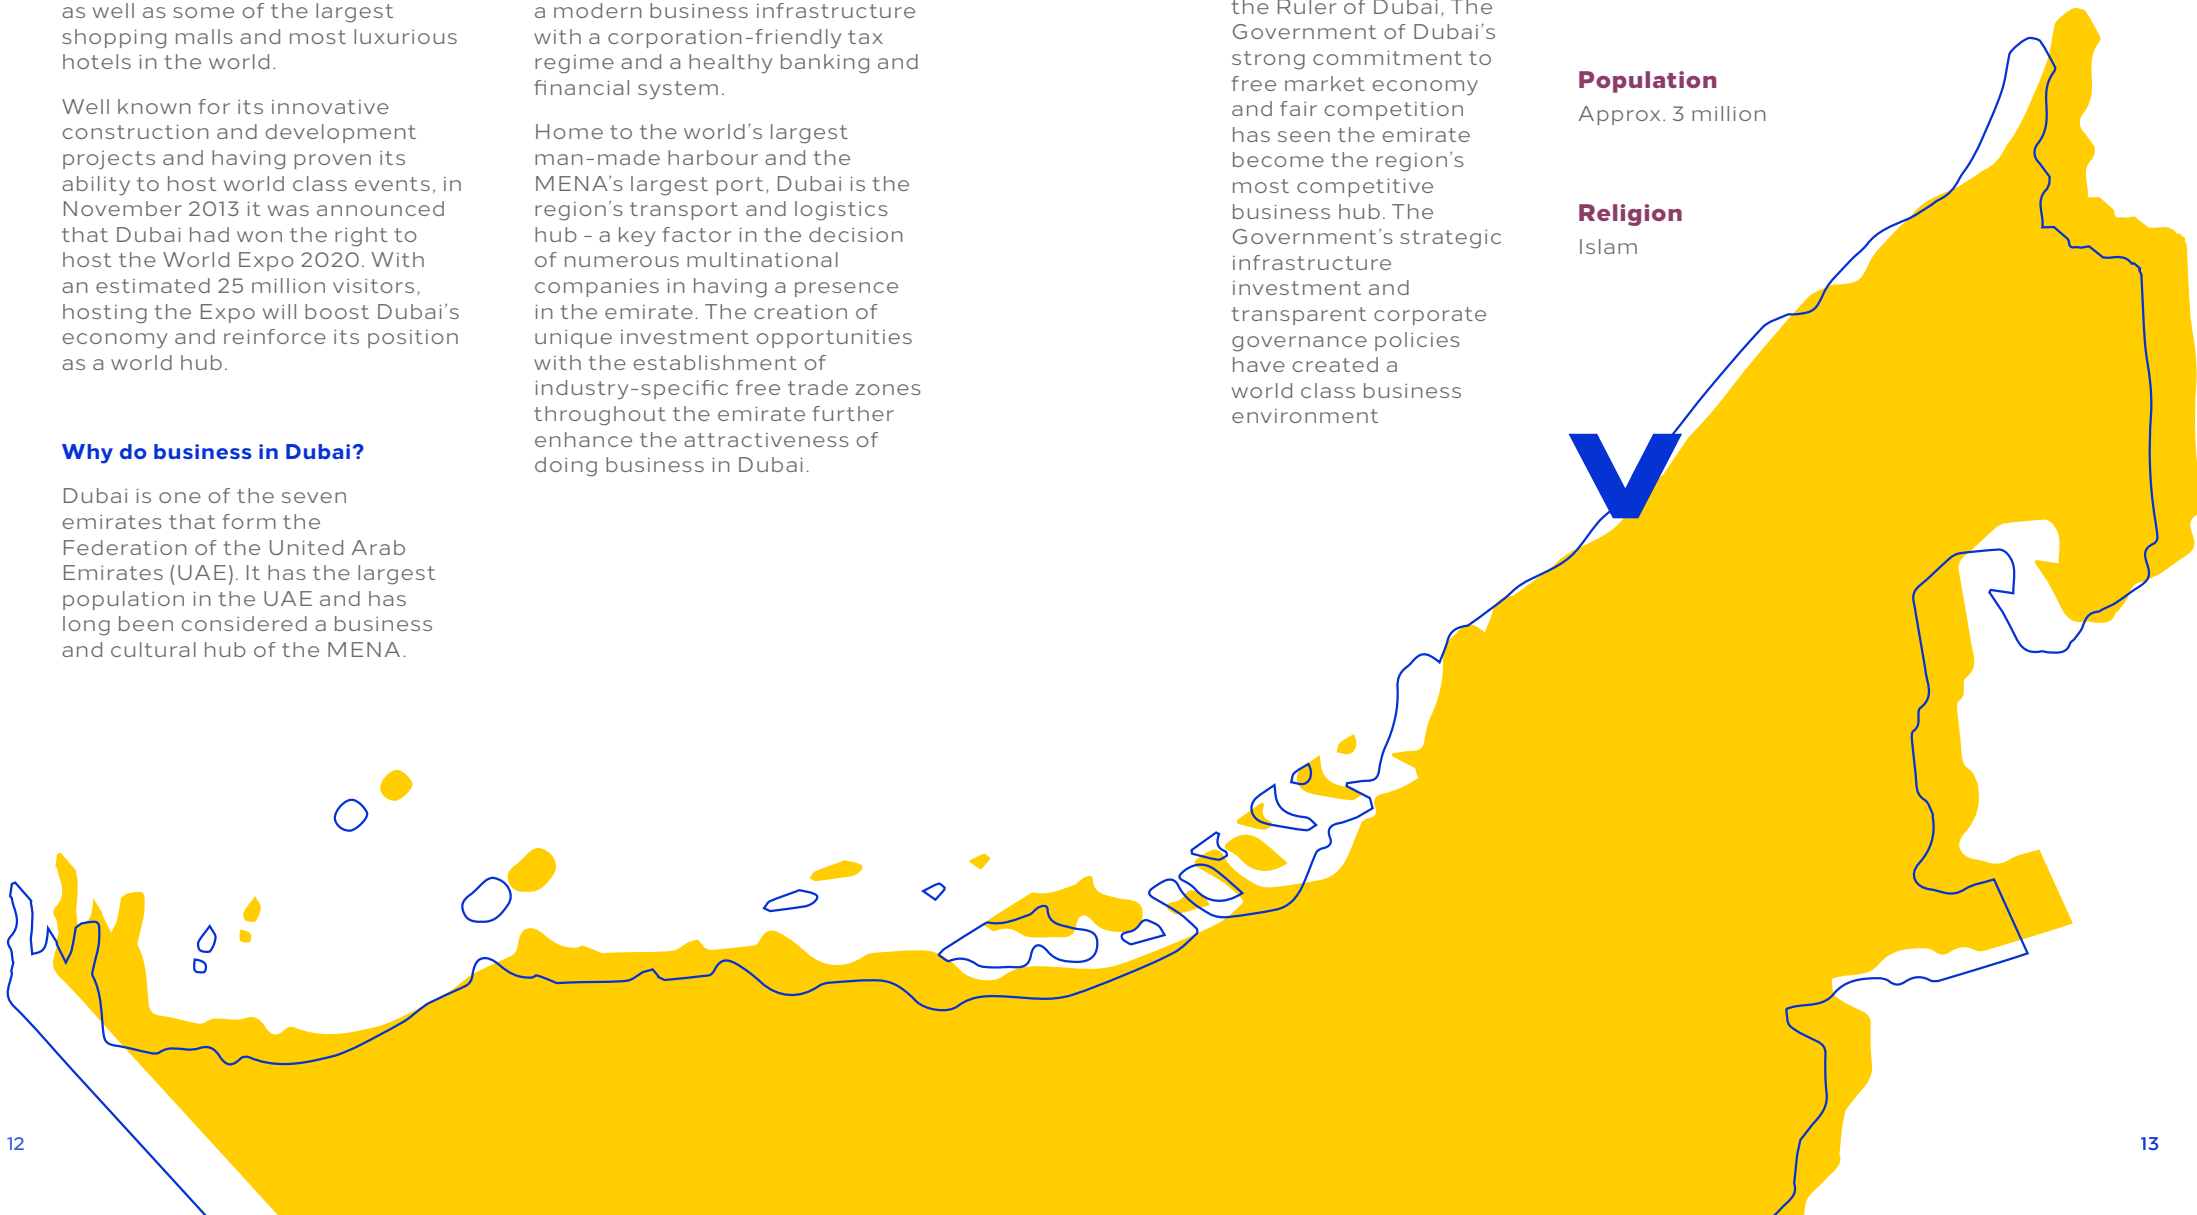 as well as some of the largest
shopping malls and most luxurious
hotels in the world.
Well known for its innovative
construction and development
projects and having proven its
ability to host world class events, in
November 2013 it was announced
that Dubai had won the right to
host the World Expo 2020. With
an estimated 25 million visitors,
hosting the Expo will boost Dubai's
economy and reinforce its position
as a world hub.
Why do business in Dubai?
Dubai is one of the seven
emirates that form the
Federation of the United Arab
Emirates (UAE). It has the largest
population in the UAE and has
long been considered a business
and cultural hub of the MENA.
a modern business infrastructure
with a corporation-friendly tax
regime and a healthy banking and
financial system.
Home to the world's largest
man-made harbour and the
MENA's largest port, Dubai is the
region's transport and logistics
hub - a key factor in the decision
of numerous multinational
companies in having a presence
in the emirate. The creation of
unique investment opportunities
with the establishment of
industry-specific free trade zones
throughout the emirate further
enhance the attractiveness of
doing business in Dubai.
the Ruler of Dubai, The
Government of Dubai's
strong commitment to
free market economy
and fair competition
has seen the emirate
become the region's
most competitive
business hub. The
Government's strategic
infrastructure
investment and
transparent corporate
governance policies
have created a
world class business
environment
Population
Approx. 3 million
Religion
Islam
12
13